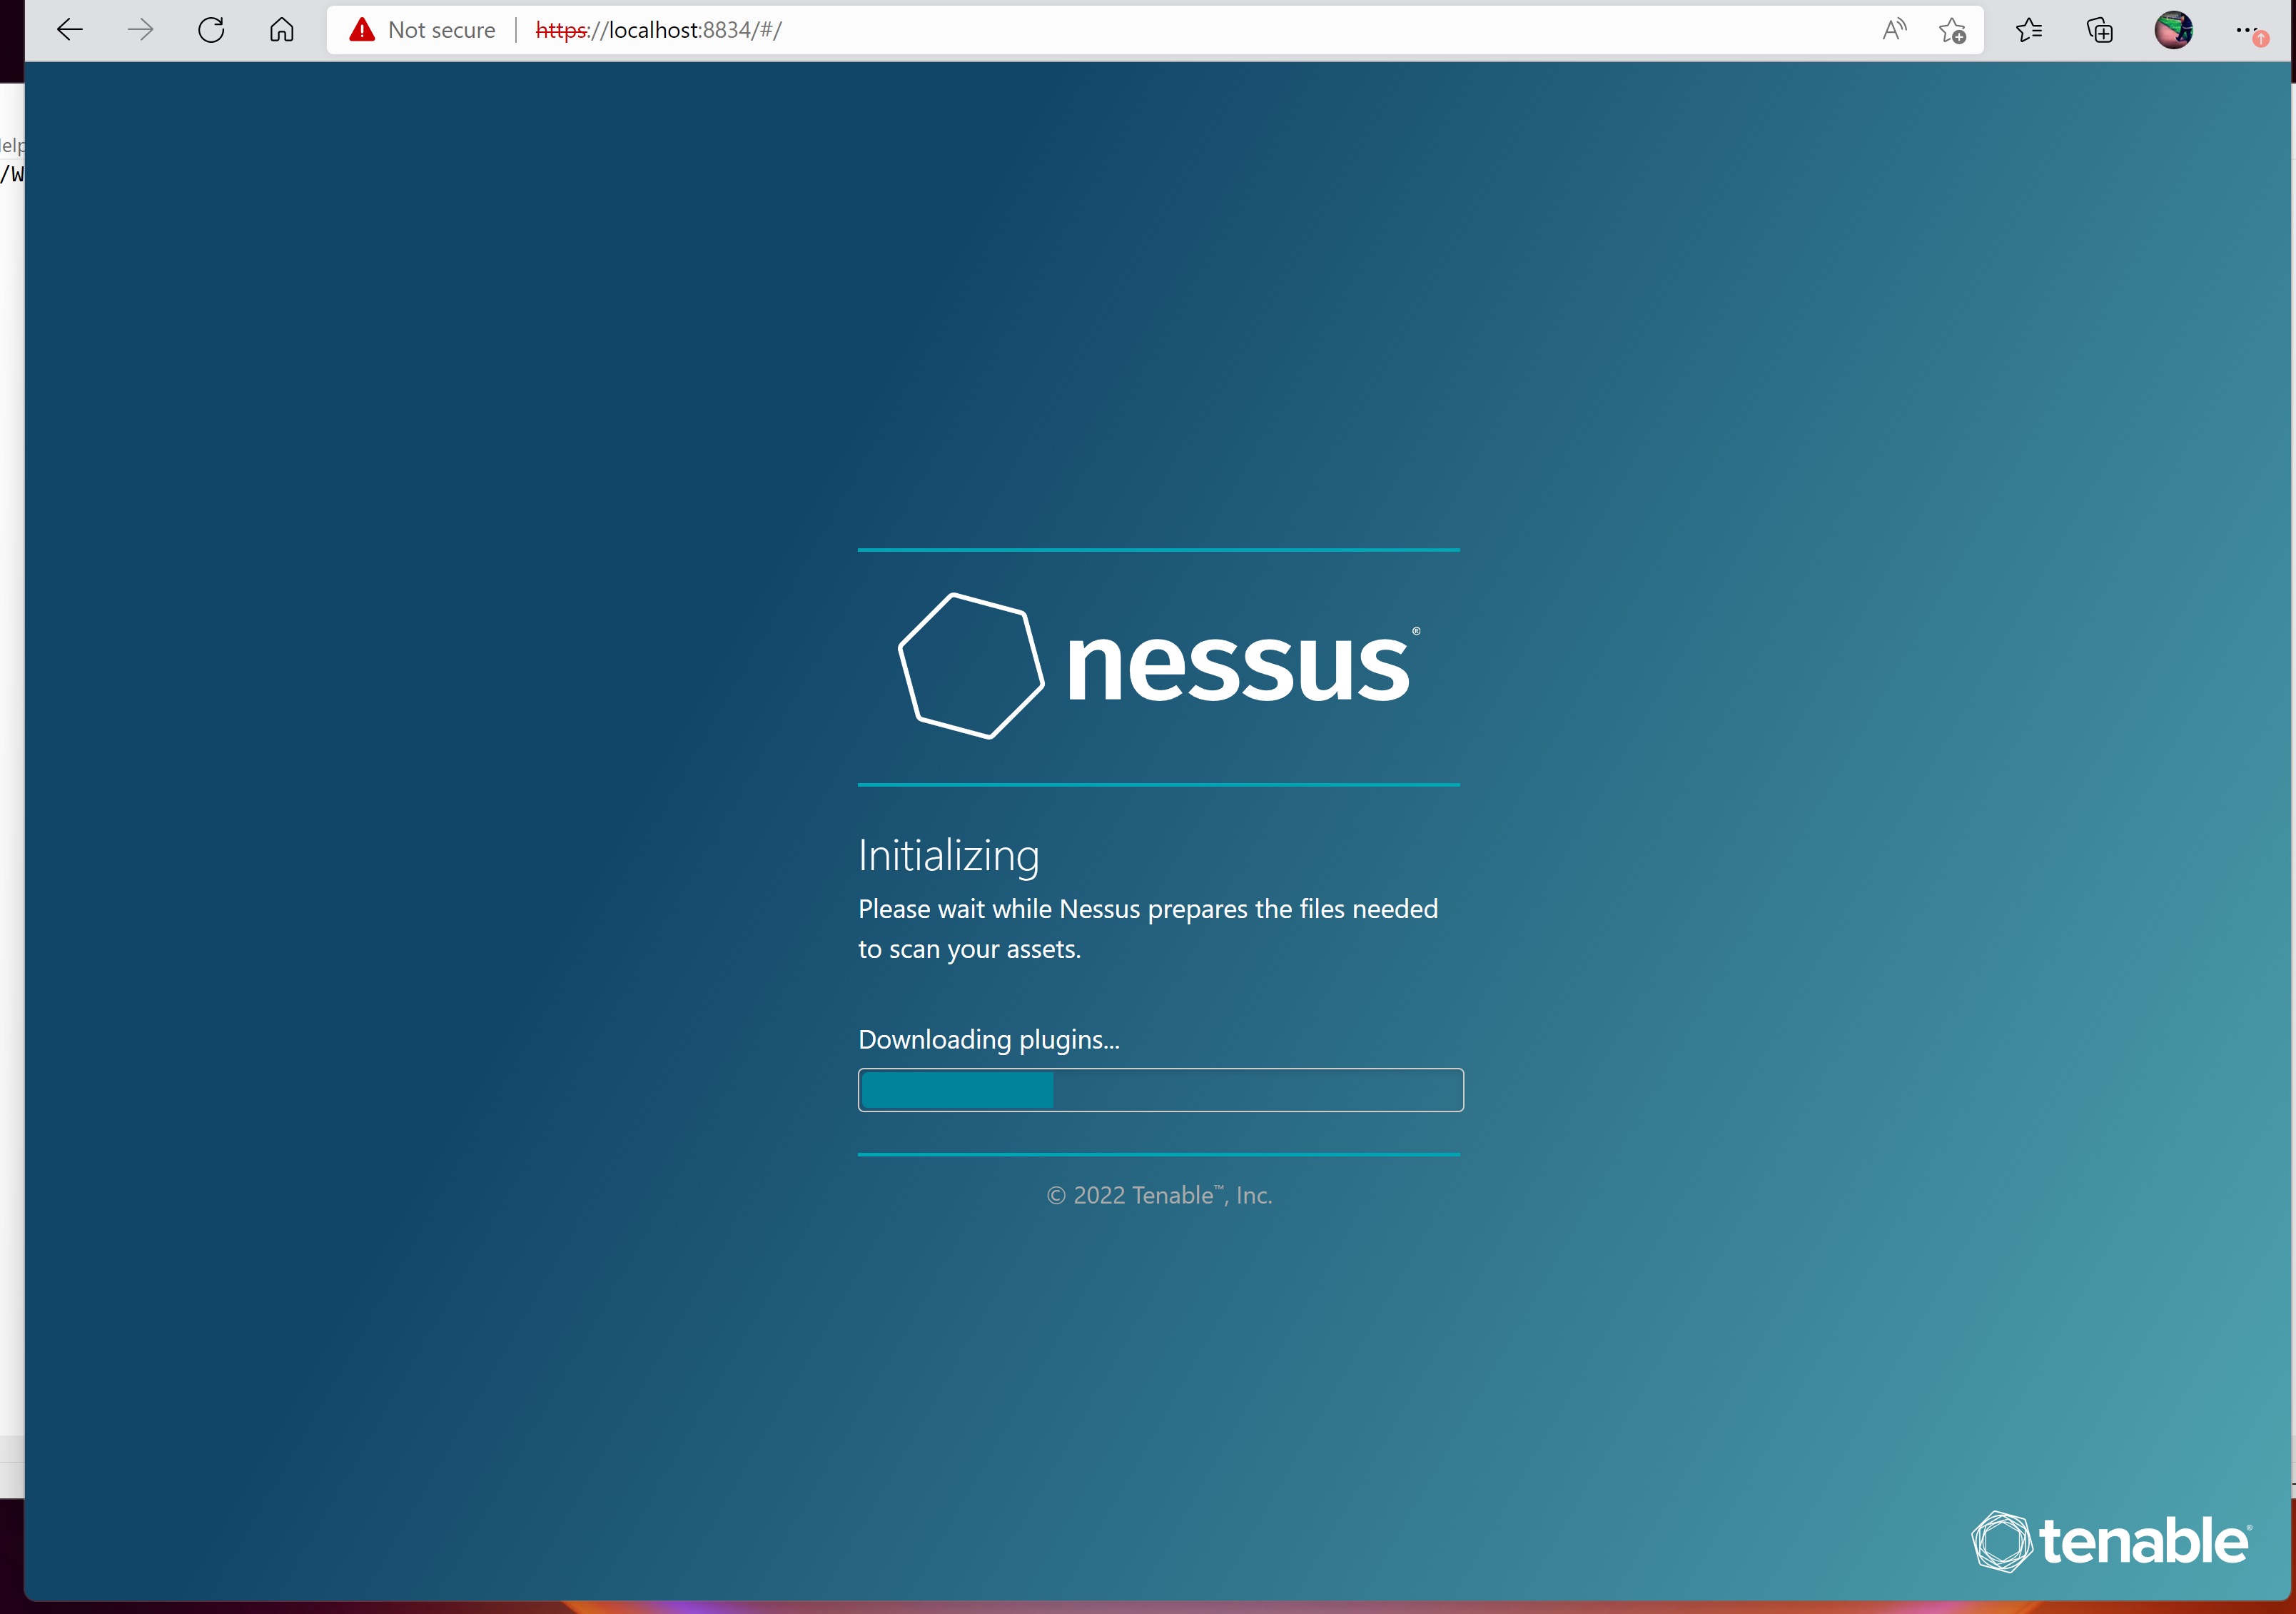 Not secure | https://localhost:8834/#/
elp
/W
nessus®
Initializing
Please wait while Nessus prepares the files needed
to scan your assets.
Downloading plugins...
© 2022 Tenable™, Inc.
tenable®